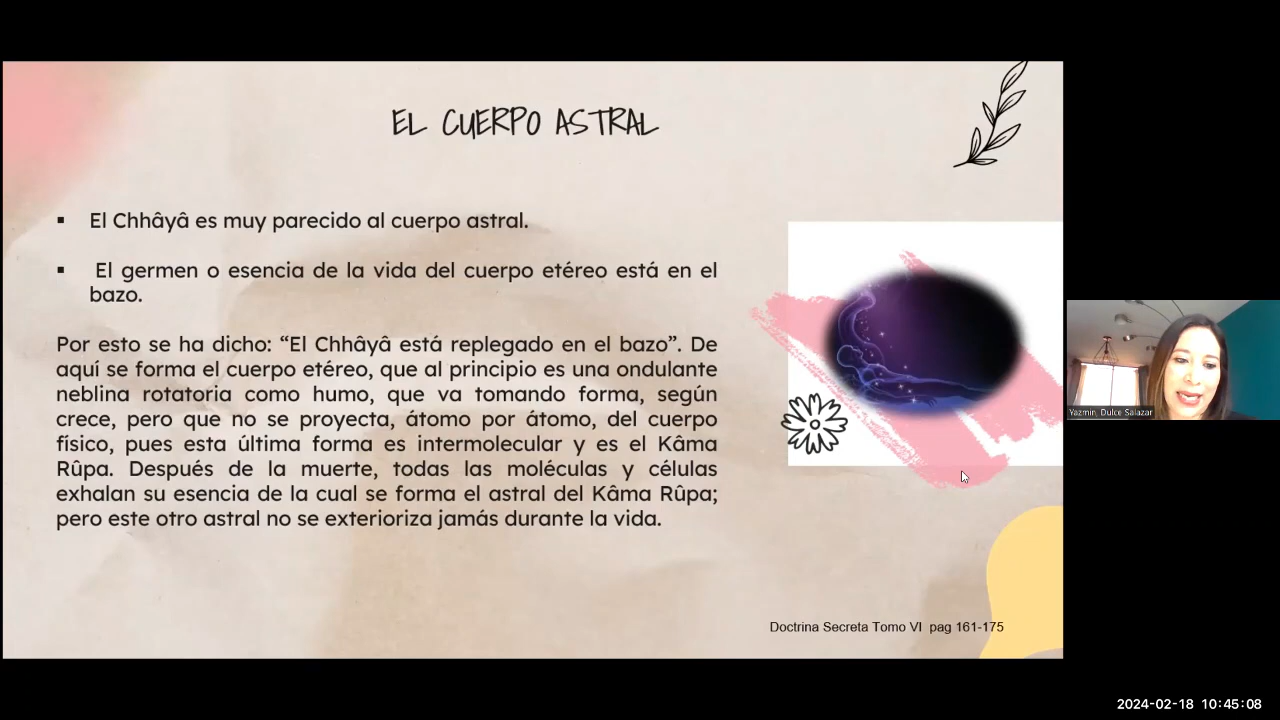 EL CUERPO ASTRAL
▪ El Chhâyâ es muy parecido al cuerpo astral.
▪ El germen o esencia de la vida del cuerpo etéreo está en el
bazo.
Por esto se ha dicho: “El Chhâyâ está replegado en el bazo”. De
aquí se forma el cuerpo etéreo, que al principio es una ondulante
neblina rotatoria como humo, que va tomando forma, según
crece, pero que no se proyecta, átomo por átomo, del cuerpo
físico, pues esta última forma es intermolecular y es el Kâma
Rûpa. Después de la muerte, todas las moléculas y células
exhalan su esencia de la cual se forma el astral del Kâma Rûpa;
pero este otro astral no se exterioriza jamás durante la vida.
Doctrina Secreta Tomo VI pag 161-175
Yazmin, Dulce Salazar
2024-02-18 10:45:08